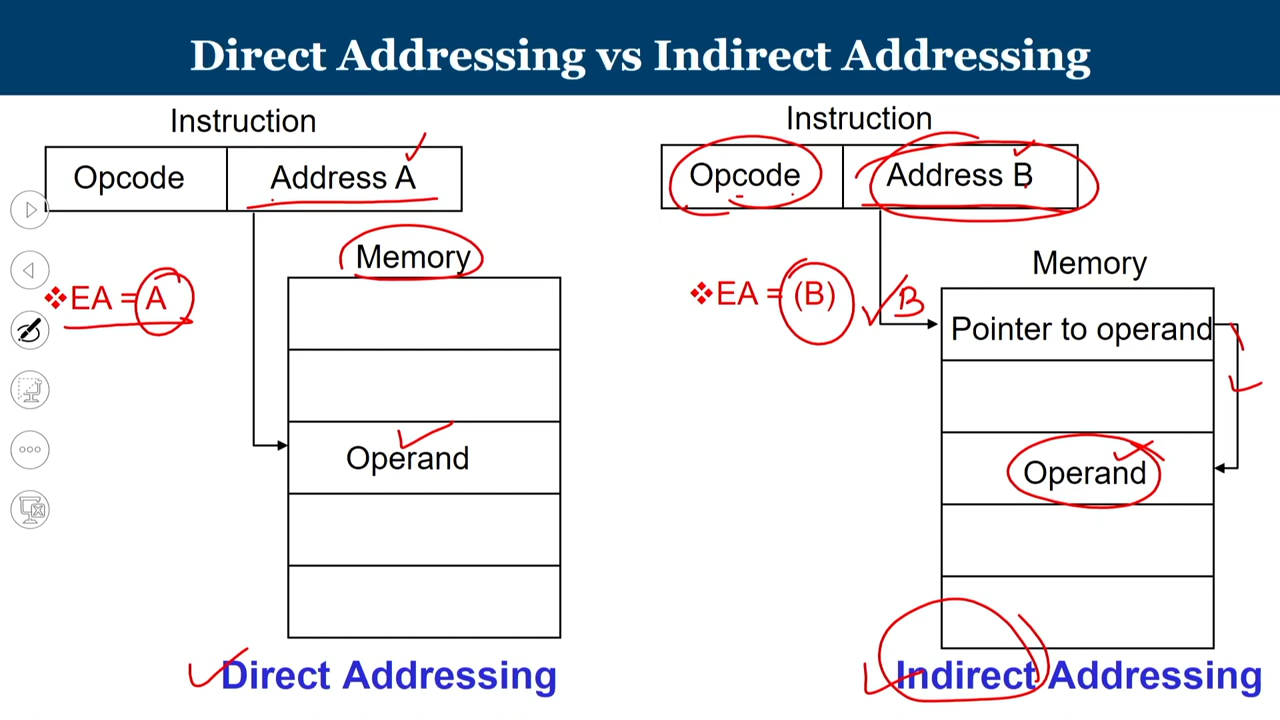 Direct Addressing vs Indirect Addressing
Instruction
Opcode
Address A
Memory
❖EA = A
Operand
Direct Addressing
Instruction
Opcode
Address B
Memory
❖EA = (B)
B
Pointer to operand
Operand
Indirect Addressing